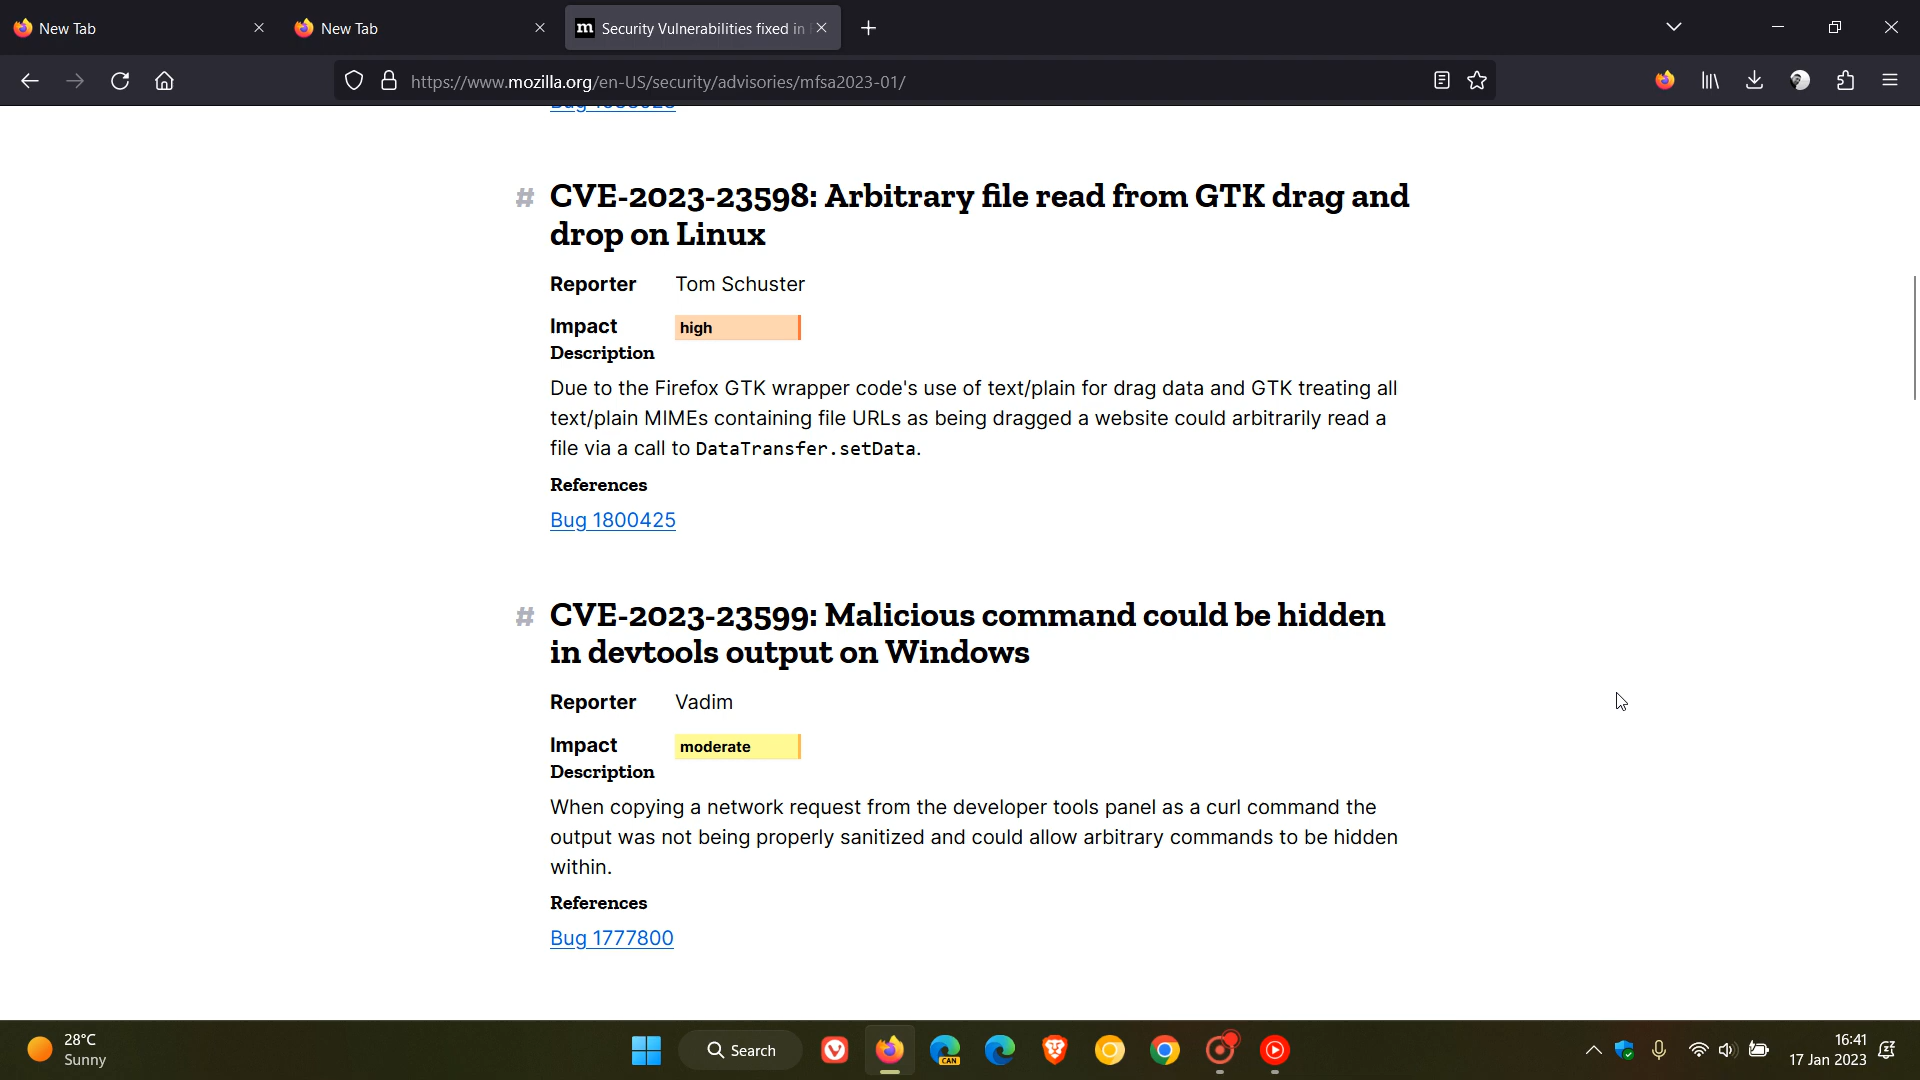 New Tab
New Tab
m Security Vulnerabilities fixed in
https://www.mozilla.org/en-US/security/advisories/mfsa2023-01/
# CVE-2023-23598: Arbitrary file read from GTK drag and
drop on Linux
Reporter Tom Schuster
Impact high
Description
Due to the Firefox GTK wrapper code's use of text/plain for drag data and GTK treating all
text/plain MIMEs containing file URLs as being dragged a website could arbitrarily read a
file via a call to DataTransfer.setData.
References
Bug 1800425
# CVE-2023-23599: Malicious command could be hidden
in devtools output on Windows
Reporter Vadim
Impact moderate
Description
When copying a network request from the developer tools panel as a curl command the
output was not being properly sanitized and could allow arbitrary commands to be hidden
within.
References
Bug 1777800
28°C
Sunny
Search
CAN
16:41
17 Jan 2023